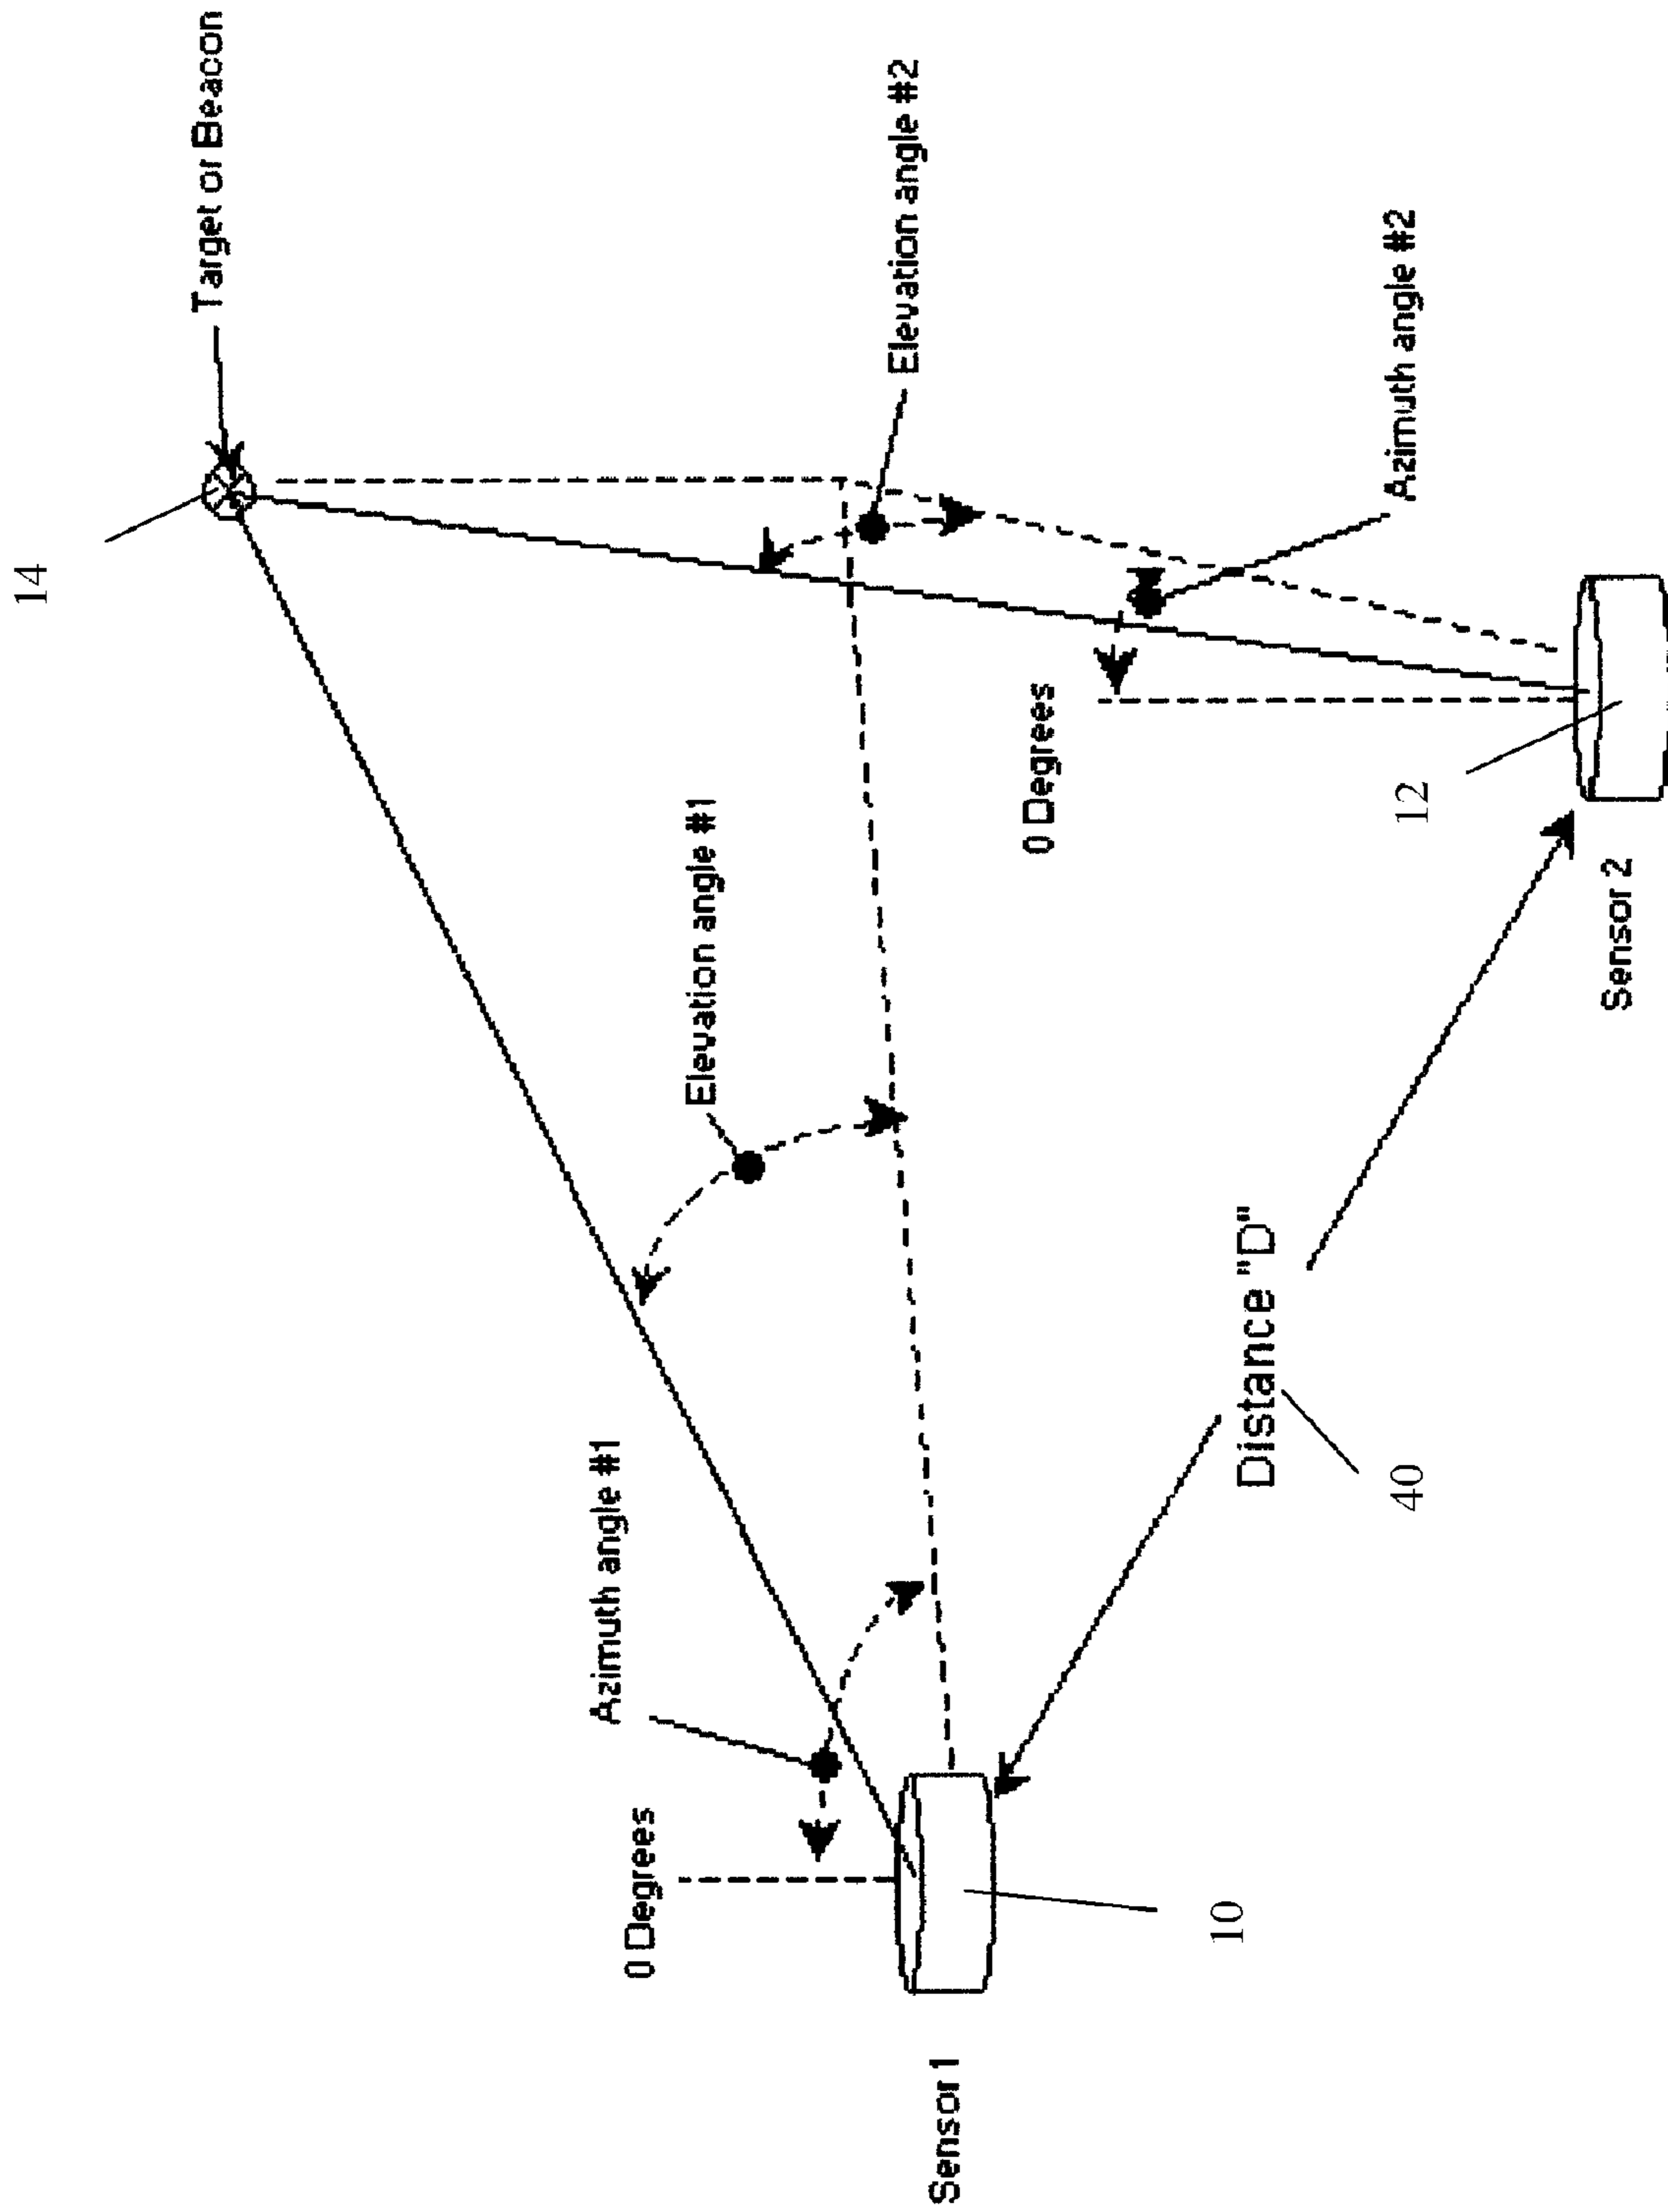 14
Target or Beacon
Azimuth angle #1
0 Degrees
Elevation angle #1
Elevation angle #2
Sensor 1
0 Degrees
10
Distance "D"
40
12
Azimuth angle #2
Sensor 2